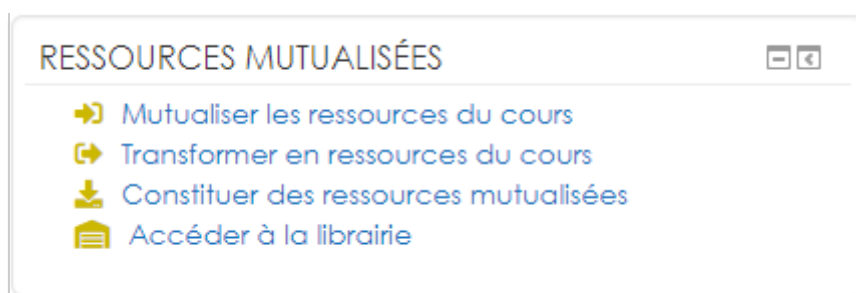 RESSOURCES MUTUALISÉES
Mutualiser les ressources du cours
Transformer en ressources du cours
Constituer des ressources mutualisées
Accéder à la librairie